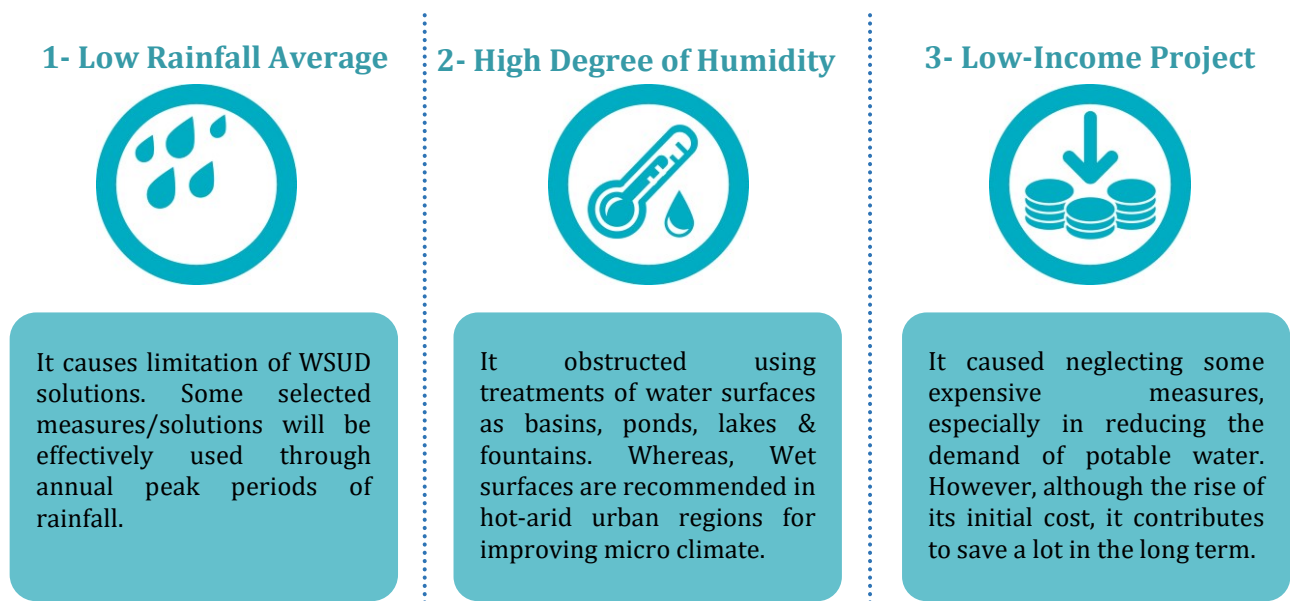 1- Low Rainfall Average
It causes limitation of WSUD
solutions. Some selected
measures/solutions will be
effectively used through
annual peak periods of
rainfall.
2- High Degree of Humidity
It obstructed using
treatments of water surfaces
as basins, ponds, lakes &
fountains. Whereas, Wet
surfaces are recommended in
hot-arid urban regions for
improving micro climate.
3- Low-Income Project
It caused neglecting some
expensive measures,
especially in reducing the
demand of potable water.
However, although the rise of
its initial cost, it contributes
to save a lot in the long term.